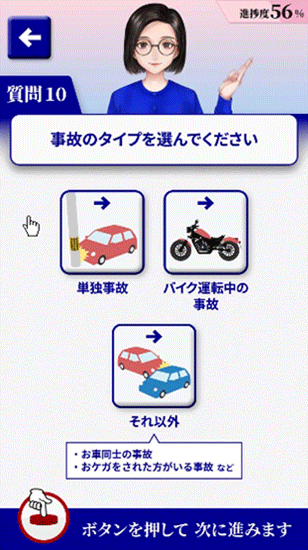 進捗度56%
質問10
事故のタイプを選んでください
単独事故
バイク運転中の
事故
それ以外
・お車同士の事故
・おケガをされた方がいる事故 など
ボタンを押して 次に進みます